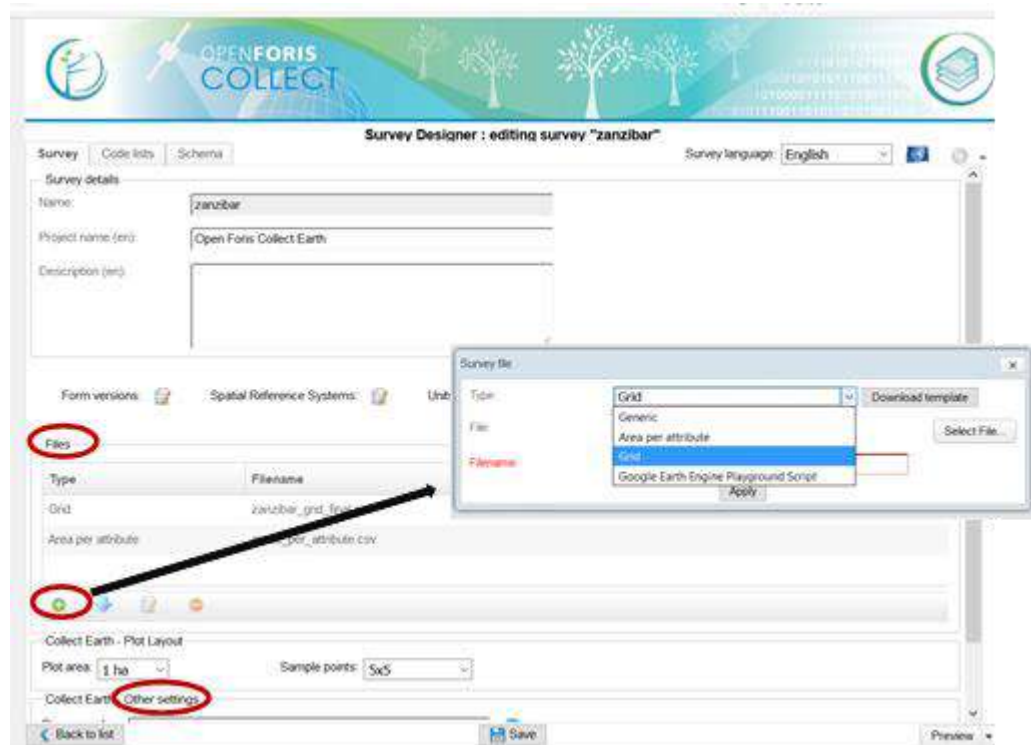 OPENFORIS
COLLECT
Survey Designer : editing survey "zanzibar"
Survey Code lists Schema
Survey language: English
Survey details
Name: zanzibar
Project name (en): Open Foris Collect Earth
Description (en):
Form versions: Spatial Reference Systems:
Files
Type Filename
Grid
Area per attribute
Survey file
Type: Grid Download template
Generic
Area per attribute
Grid
Google Earth Engine Playground Script
File: Select File...
Filename:
Apply
Collect Earth - Plot Layout
Plot area: 1 ha Sample points: 5x5
Collect Earth Other settings
Back to list Save Preview